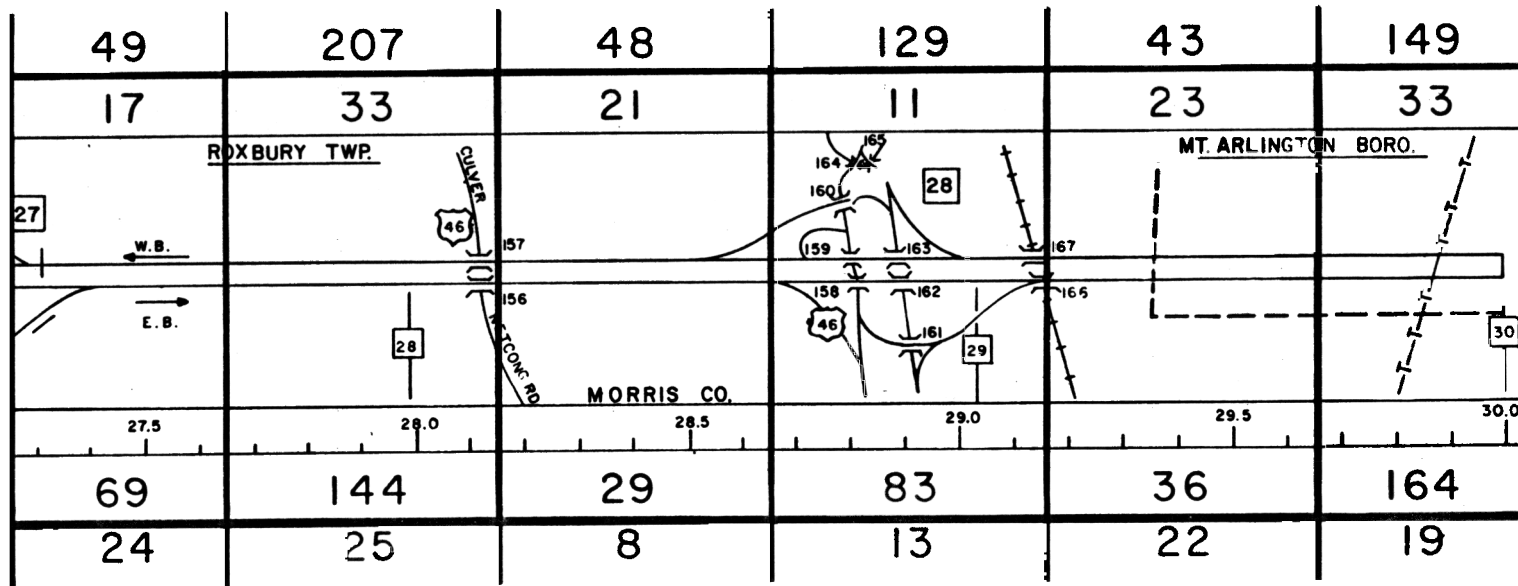 49 207 48 129 43 149
17 33 21 11 23 33
ROXBURY TWP. MT. ARLINGTON BORO.
CULVER
164 165
160 28
27
46
W.B.
157 159 163 167
156 158 162 166
E.B.
46
28
161
29
30
NETCONG RD
MORRIS CO.
27.5 28.0 28.5 29.0 29.5 30.0
69 144 29 83 36 164
24 25 8 13 22 19
T T T T